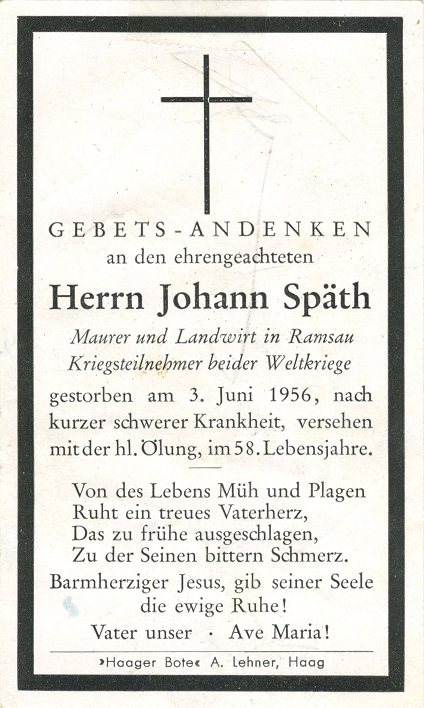 GEBETS-ANDENKEN
an den ehrengeachteten
Herrn Johann Späth
Maurer und Landwirt in Ramsau
Kriegsteilnehmer beider Weltkriege
gestorben am 3. Juni 1956, nach
kurzer schwerer Krankheit, versehen
mit der hl. Ölung, im 58. Lebensjahre.
Von des Lebens Müh und Plagen
Ruht ein treues Vaterherz,
Das zu frühe ausgeschlagen,
Zu der Seinen bittern Schmerz.
Barmherziger Jesus, gib seiner Seele
die ewige Ruhe!
Vater unser · Ave Maria!
»Haager Bote« A. Lehner, Haag